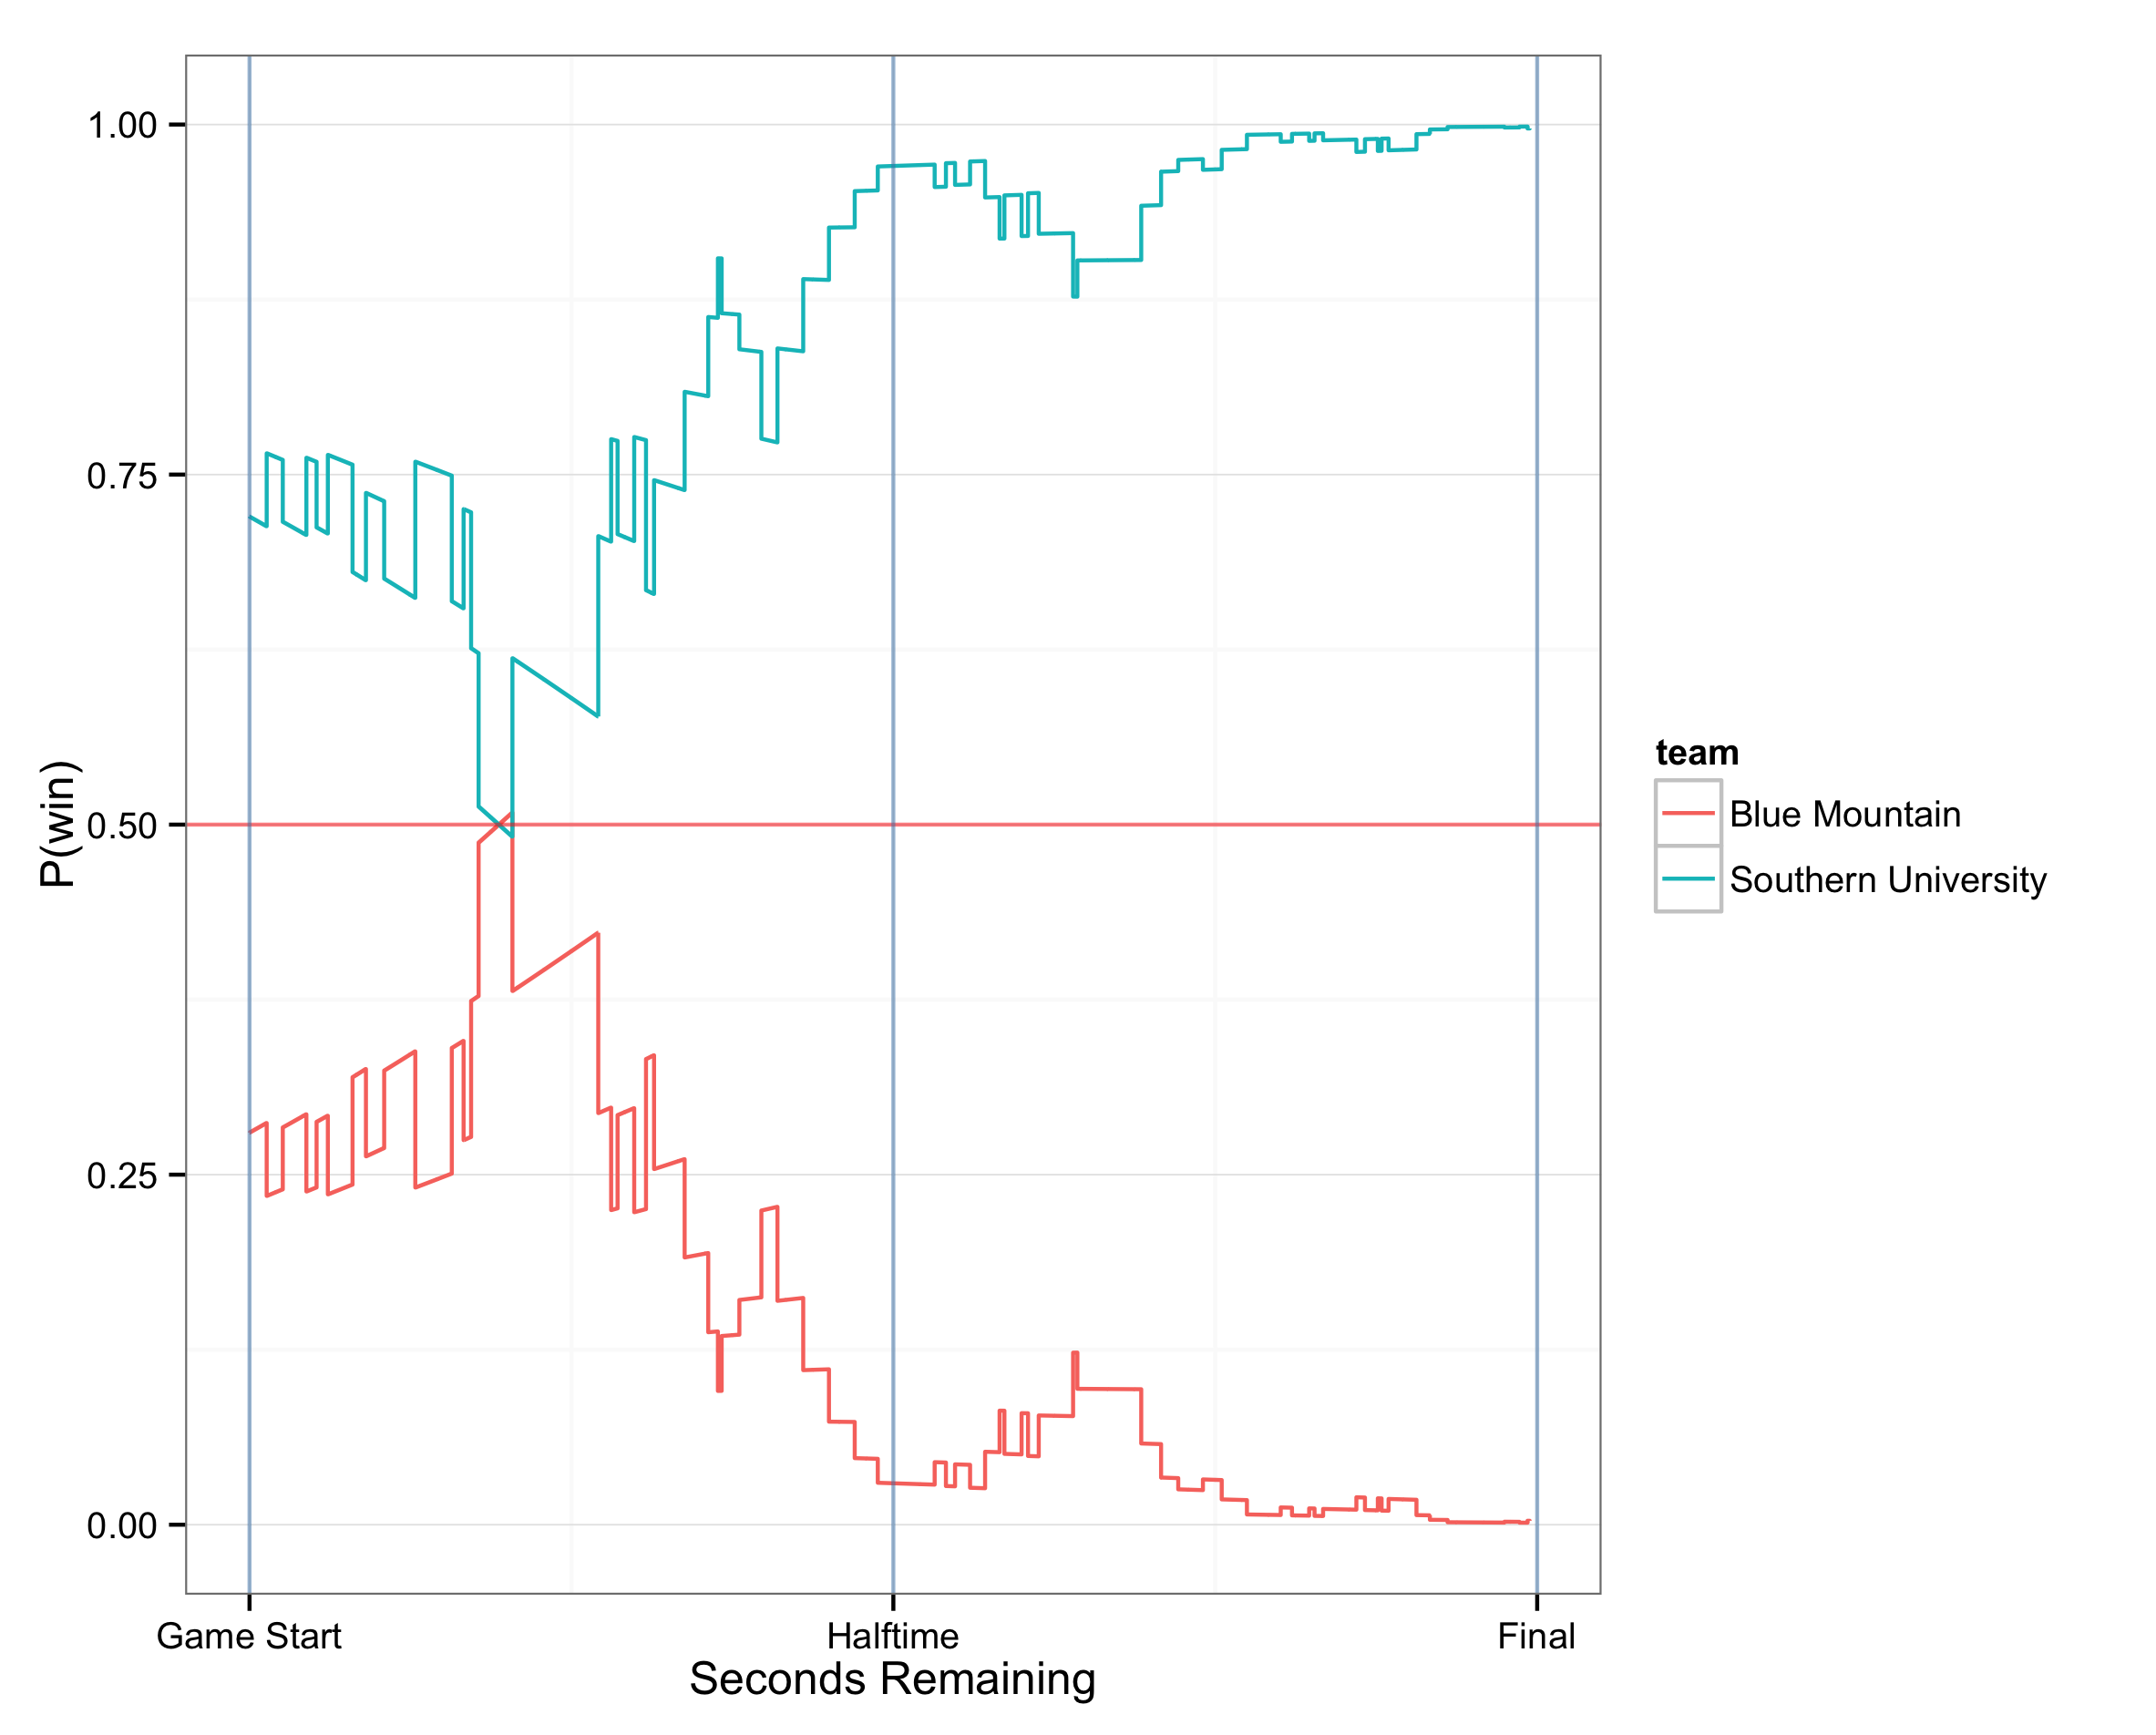 1.00
0.75
0.50
0.25
0.00
P(win)
Game Start
Halftime
Final
Seconds Remaining
team
Blue Mountain
Southern University